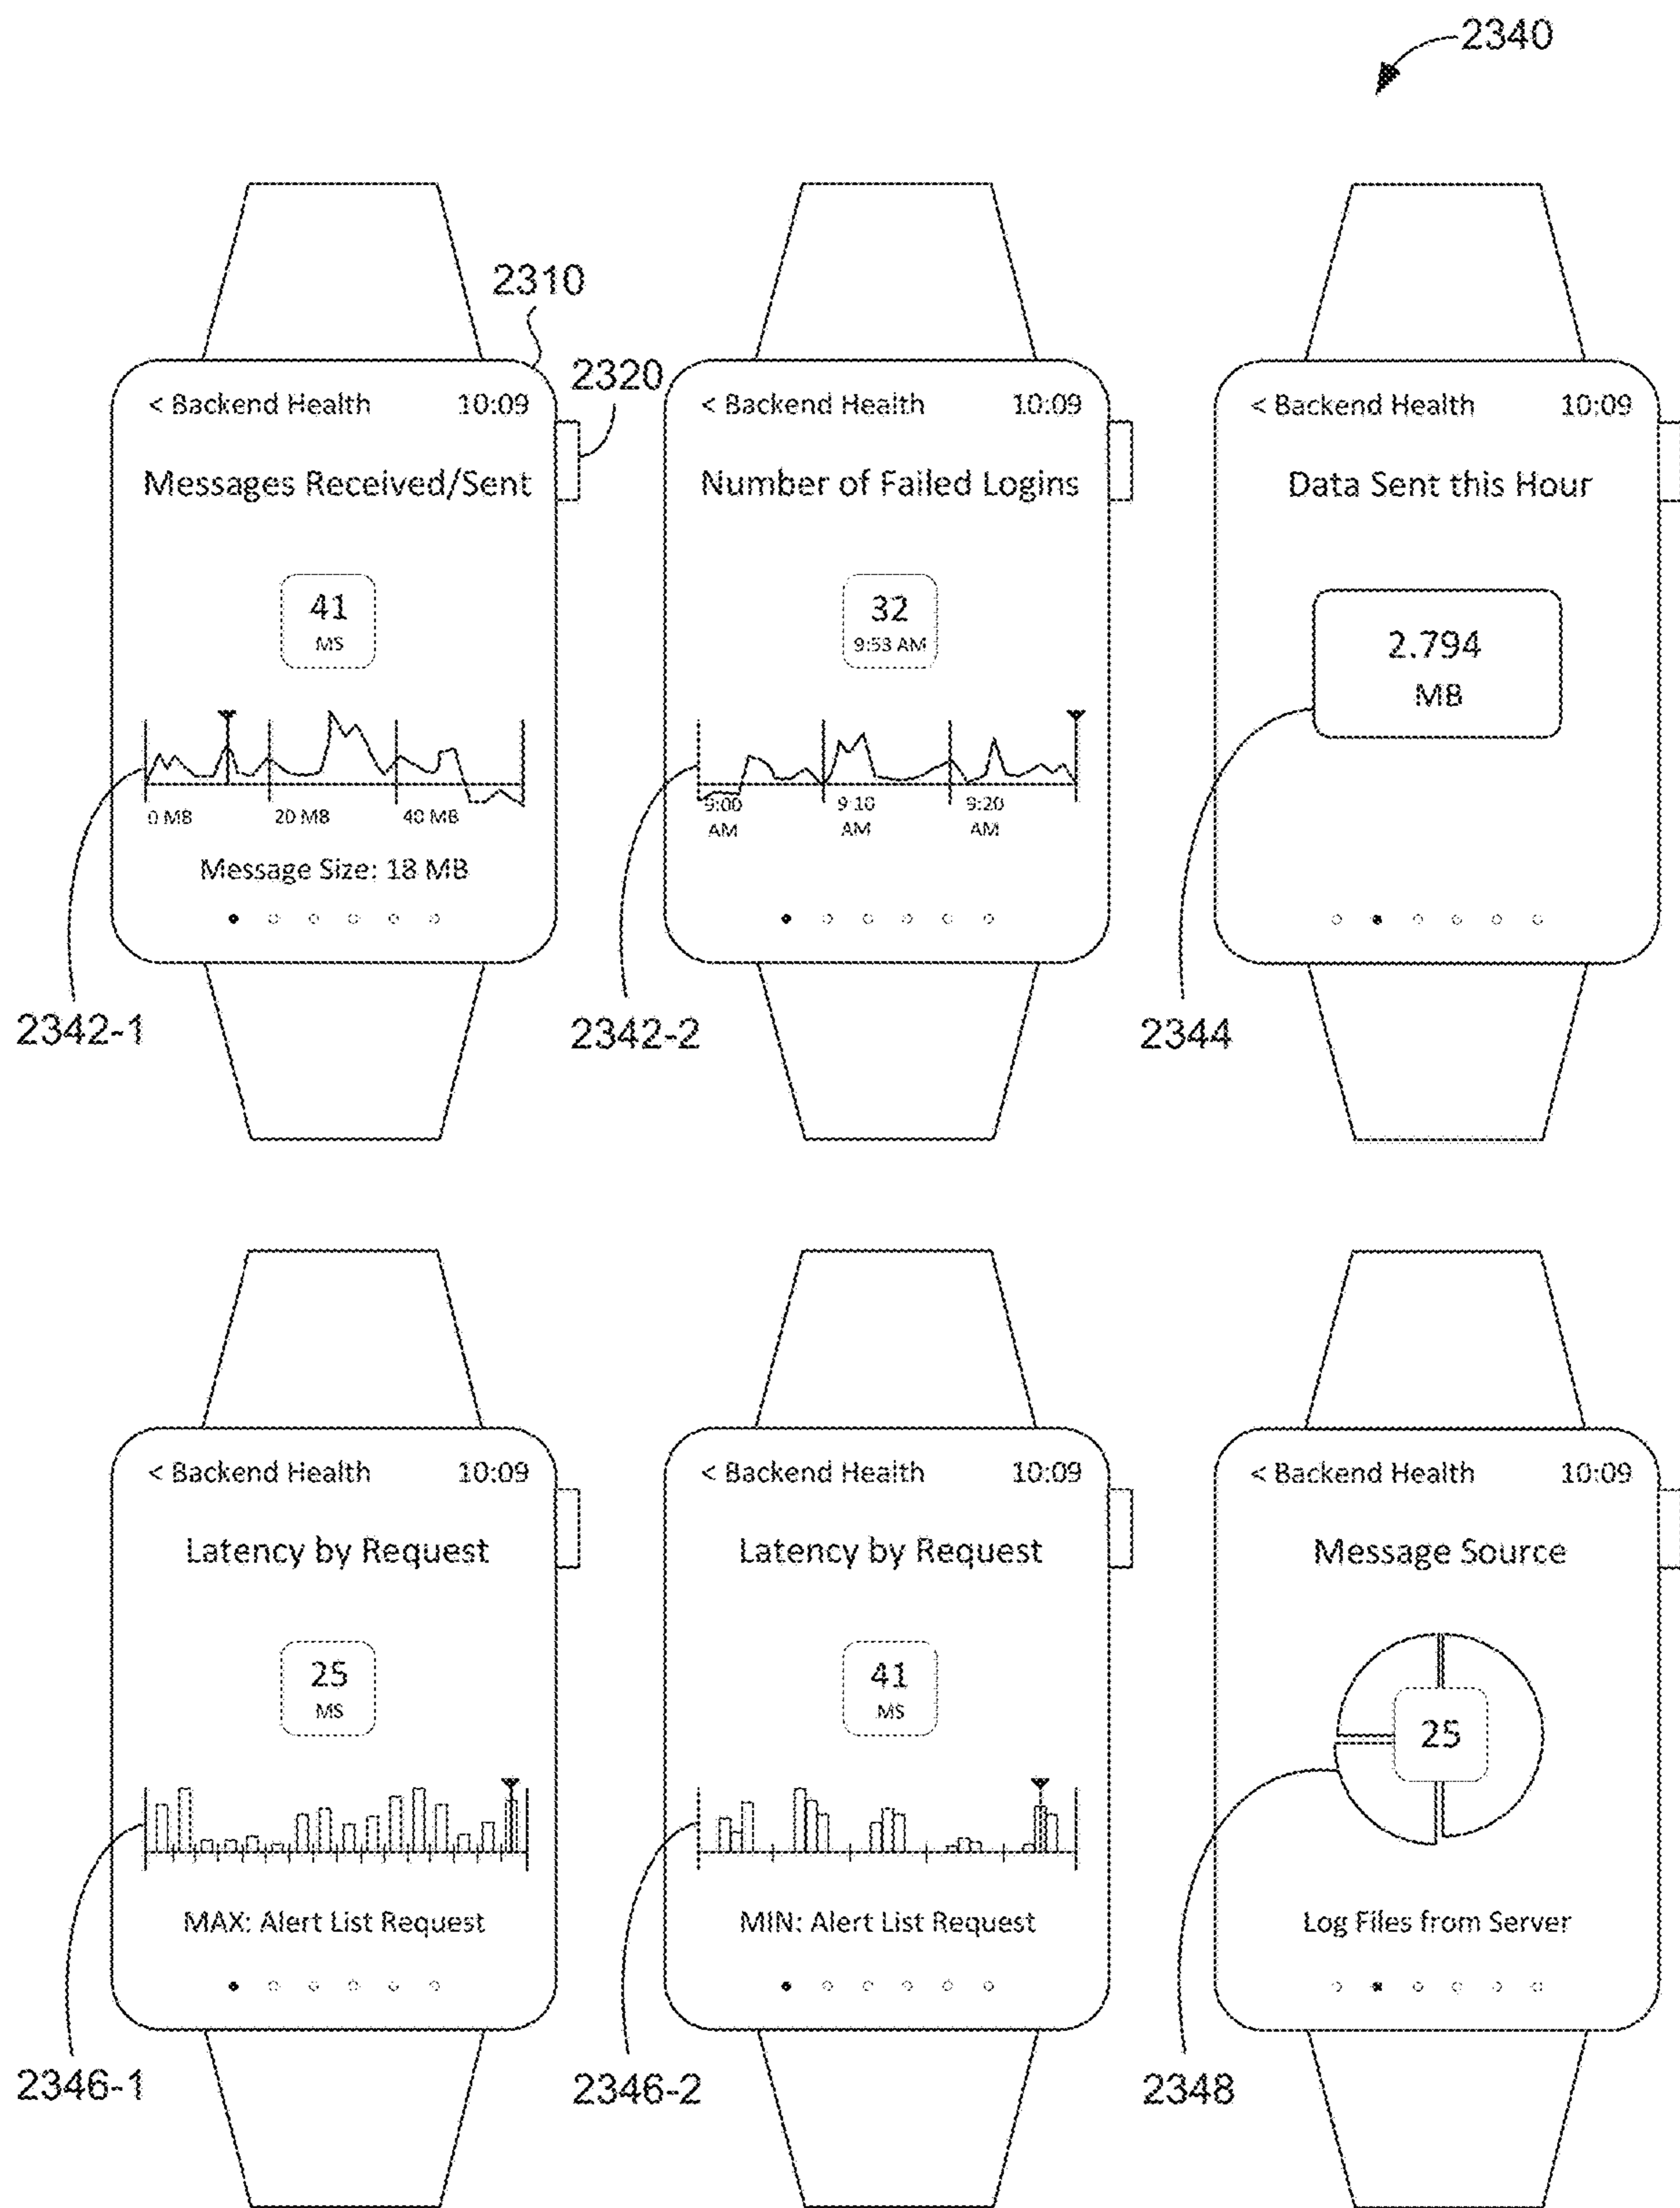 2340
2310
2320
< Backend Health 10:09
Messages Received/Sent
41
MS
0 MB 20 MB 40 MB
Message Size: 18 MB
2342-1
< Backend Health 10:09
Number of Failed Logins
32
9:53 AM
9:00 AM 9:10 AM 9:20 AM
2342-2
< Backend Health 10:09
Data Sent this Hour
2.794
MB
2344
< Backend Health 10:09
Latency by Request
25
MS
MAX: Alert List Request
2346-1
< Backend Health 10:09
Latency by Request
41
MS
MIN: Alert List Request
2346-2
< Backend Health 10:09
Message Source
25
Log Files from Server
2348